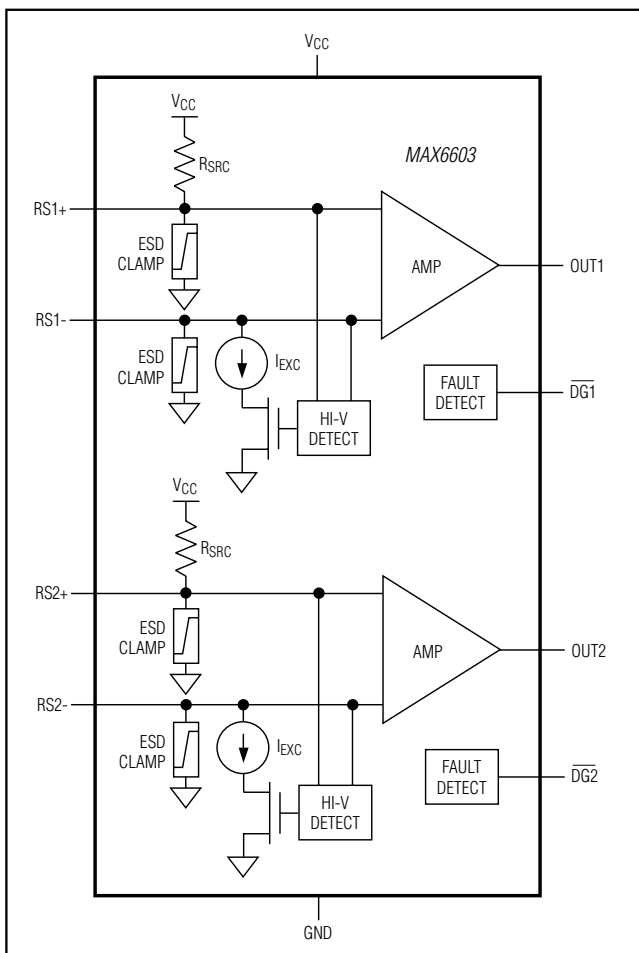 VCC
VCC
MAX6603
RSRC
RS1+
ESD
CLAMP
AMP
OUT1
RS1-
ESD
CLAMP
IEXC
HI-V
DETECT
FAULT
DETECT
DG1
VCC
RSRC
RS2+
ESD
CLAMP
AMP
OUT2
RS2-
ESD
CLAMP
IEXC
HI-V
DETECT
FAULT
DETECT
DG2
GND